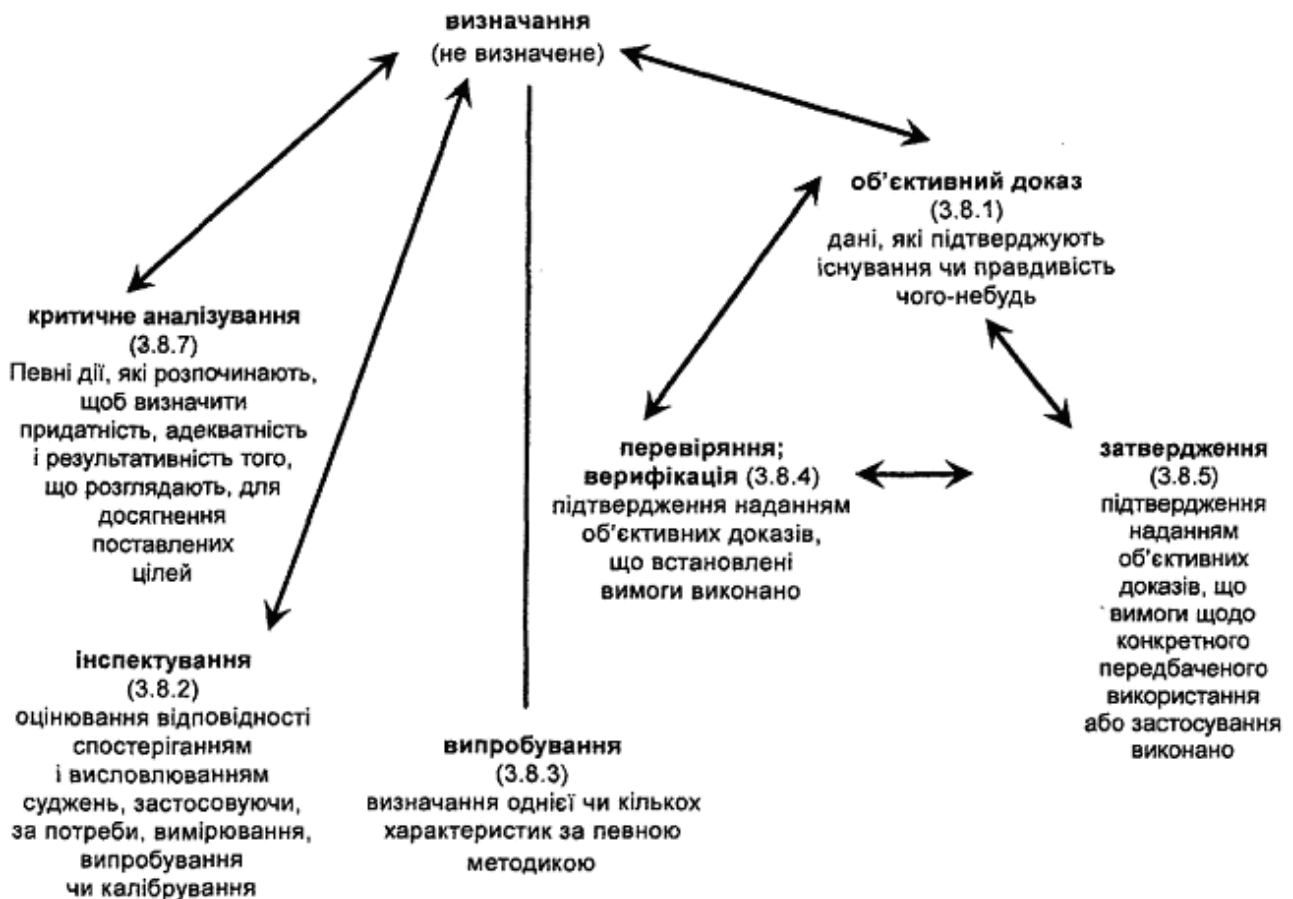 визначання
(не визначене)
об’єктивний доказ
(3.8.1)
дані, які підтверджують
існування чи правдивість
чого-небудь
критичне аналізування
(3.8.7)
Певні дії, які розпочинають,
щоб визначити
придатність, адекватність
і результативність того,
що розглядають, для
досягнення
поставлених
цілей
перевіряння;
верифікація (3.8.4)
підтвердження наданням
об’єктивних доказів,
що встановлені
вимоги виконано
затвердження
(3.8.5)
підтвердження
наданням
об’єктивних
доказів, що
вимоги щодо
конкретного
передбаченого
використання
або застосування
виконано
інспектування
(3.8.2)
оцінювання відповідності
спостеріганням
і висловлюванням
суджень, застосовуючи,
за потреби, вимірювання,
випробування
чи калібрування
випробування
(3.8.3)
визначання однієї чи кількох
характеристик за певною
методикою